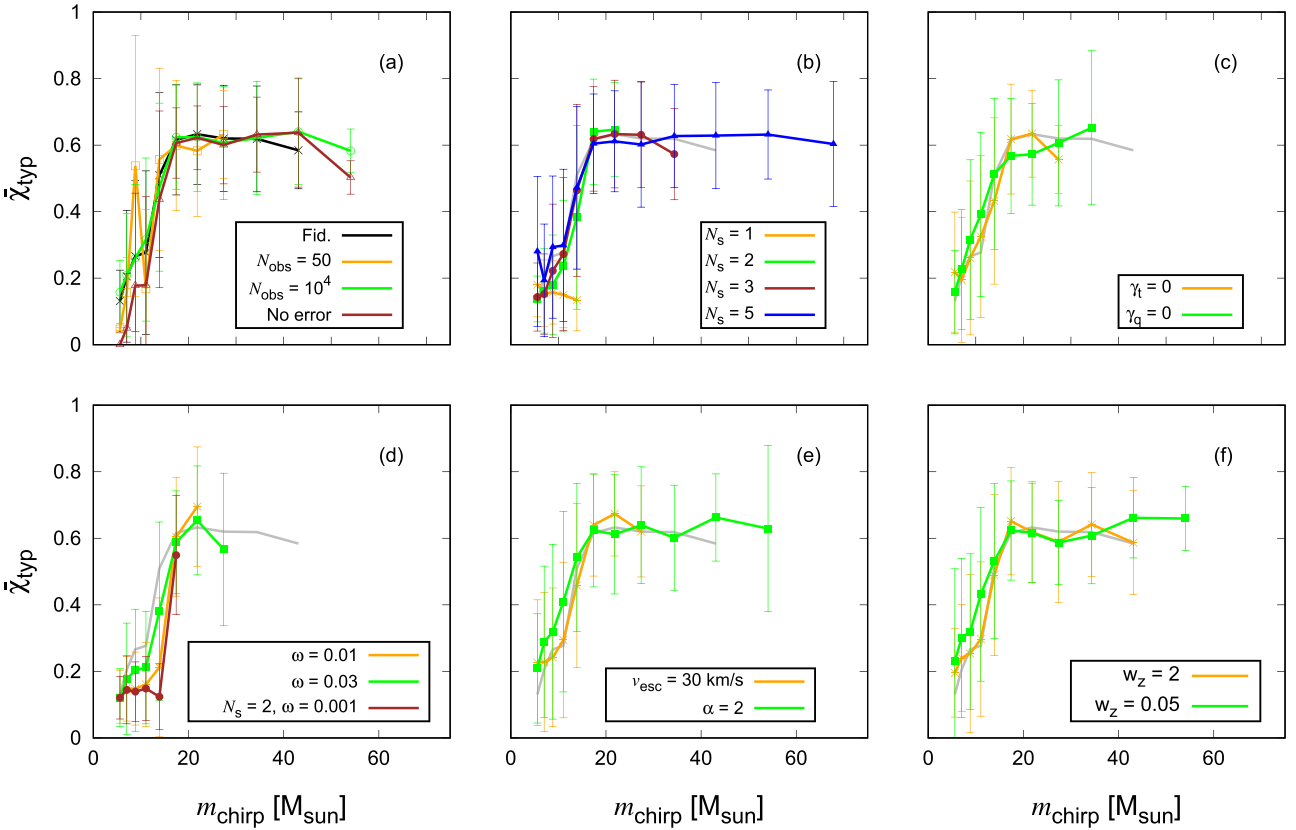 1
0.8
0.6
0.4
0.2
0
χ̄typ
(a)
Fid.
Nobs = 50
Nobs = 10⁴
No error
(b)
Ns = 1
Ns = 2
Ns = 3
Ns = 5
(c)
γt = 0
γq = 0
1
0.8
0.6
0.4
0.2
0
χ̄typ
(d)
ω = 0.01
ω = 0.03
Ns = 2, ω = 0.001
0 20 40 60
mchirp [Msun]
(e)
vesc = 30 km/s
α = 2
0 20 40 60
mchirp [Msun]
(f)
wz = 2
wz = 0.05
0 20 40 60
mchirp [Msun]